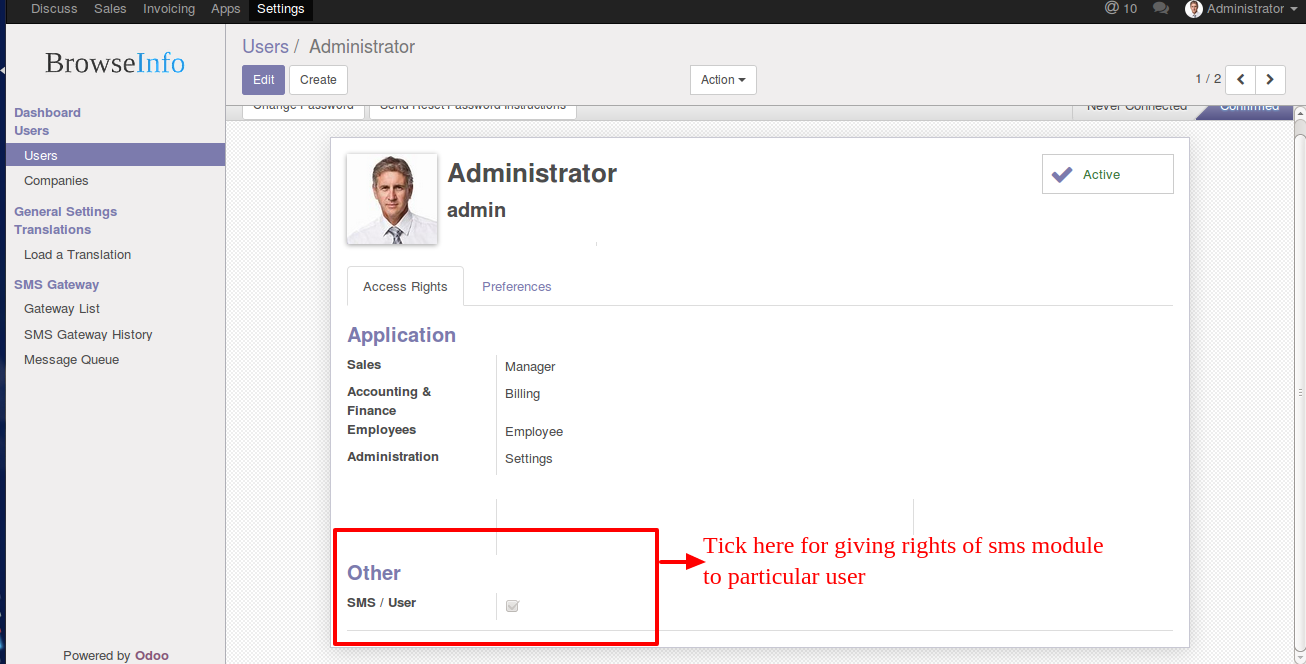 Discuss Sales Invoicing Apps Settings @ 10 Administrator
BrowseInfo
Users / Administrator
Edit Create Action 1 / 2
Change Password Send Reset Password Instructions Never Connected Confirmed
Dashboard
Users
Users
Companies
General Settings
Translations
Load a Translation
SMS Gateway
Gateway List
SMS Gateway History
Message Queue
Powered by Odoo
Administrator
admin
Active
Access Rights Preferences
Application
Sales Manager
Accounting & Billing
Finance
Employees Employee
Administration Settings
Other
SMS / User
Tick here for giving rights of sms module
to particular user